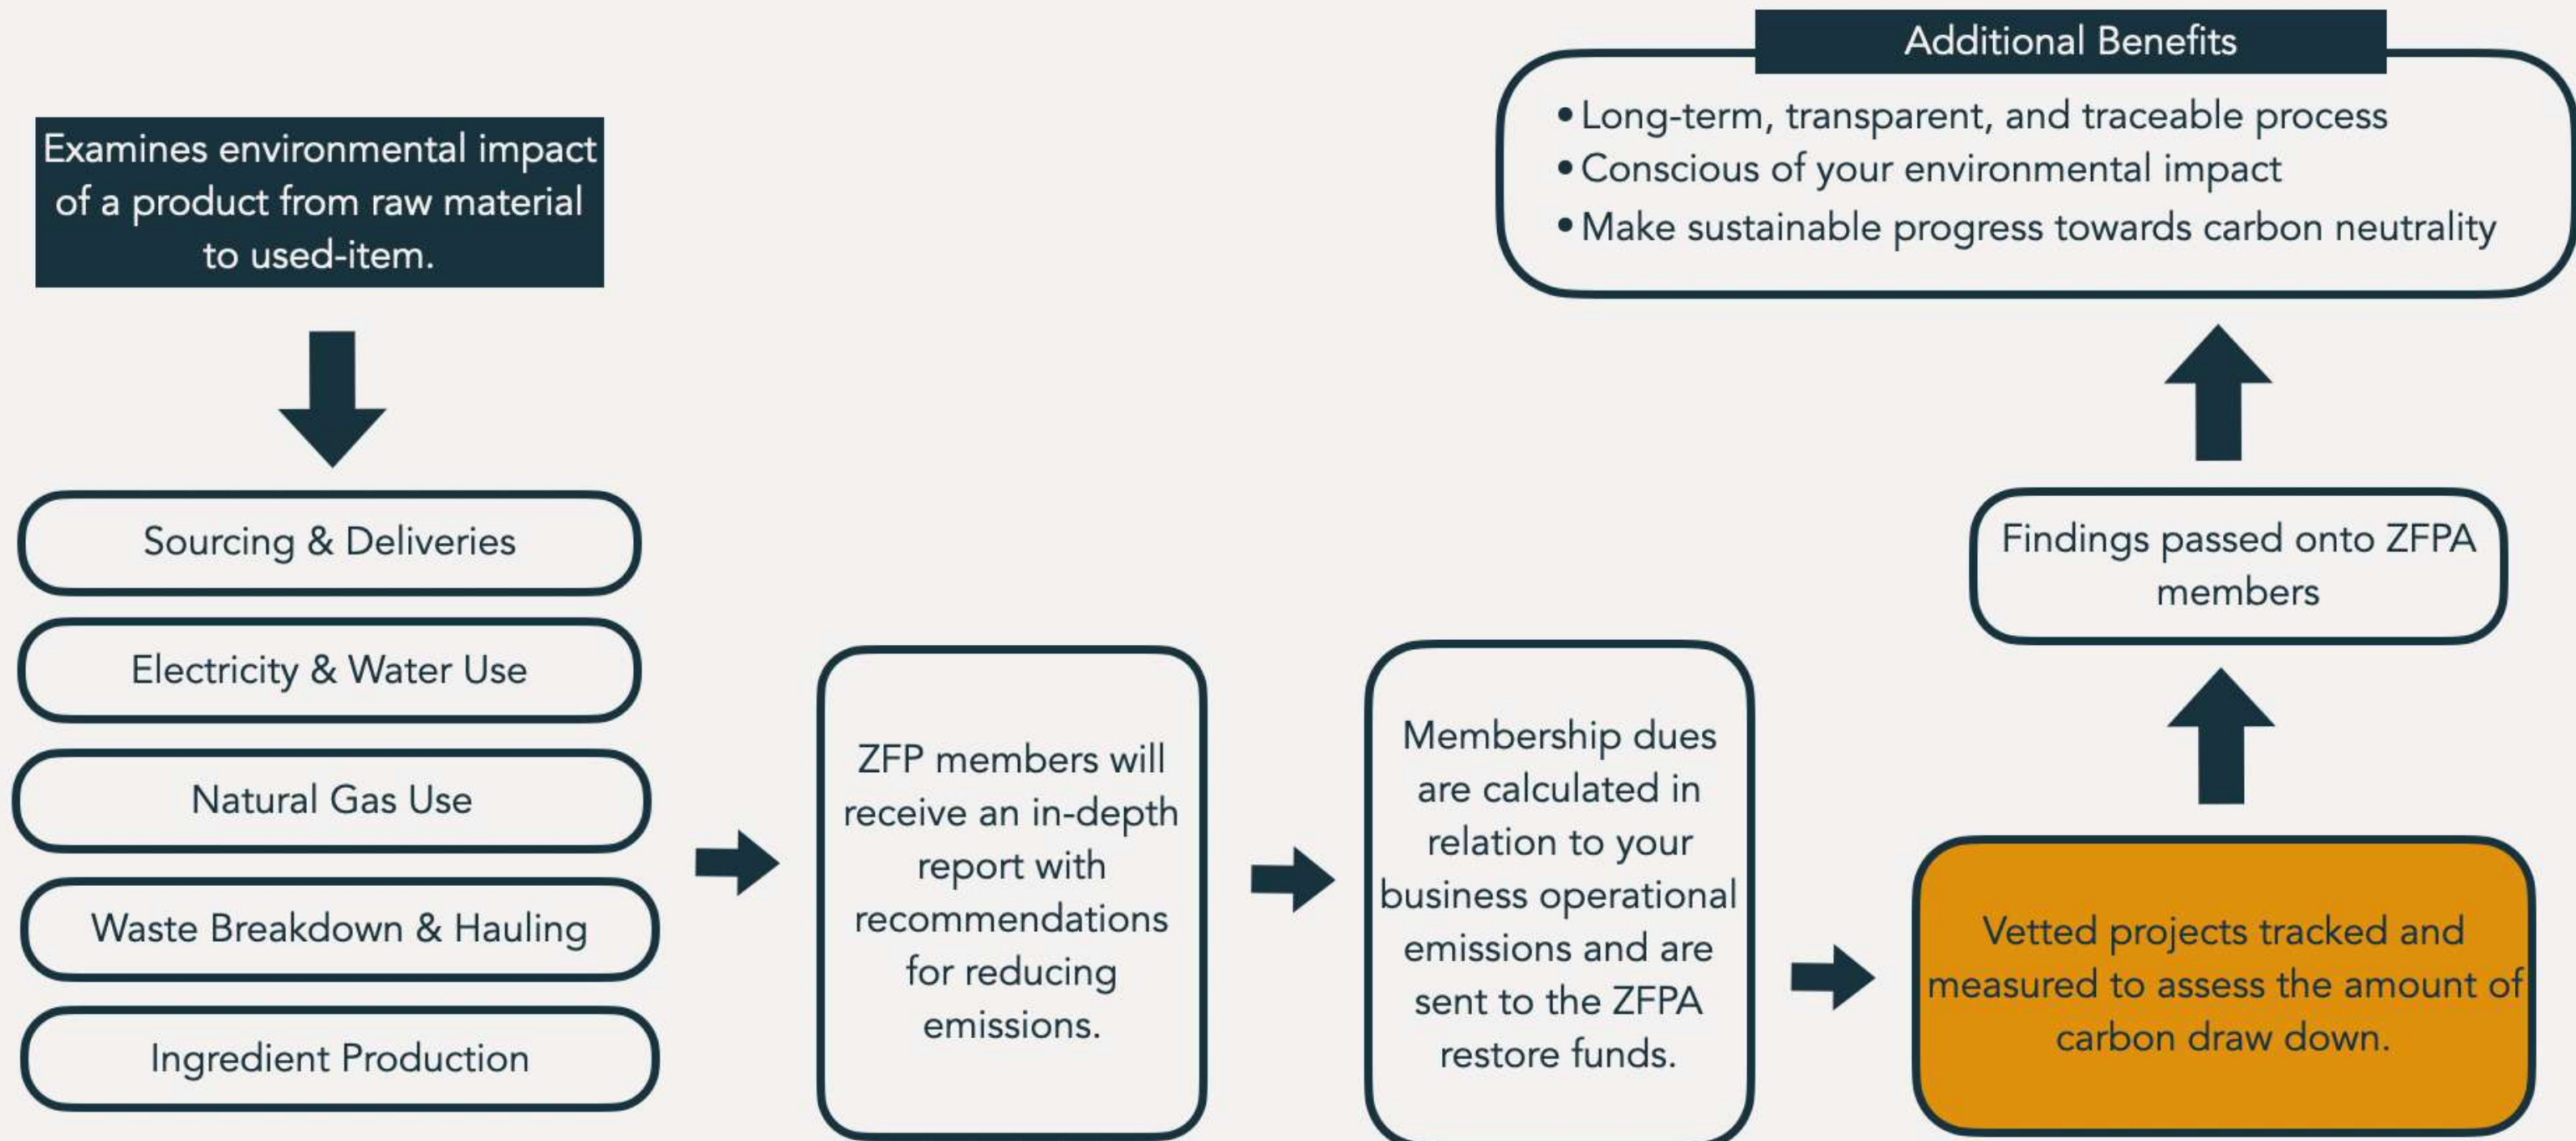 Examines environmental impact
of a product from raw material
to used-item.
Sourcing & Deliveries
Electricity & Water Use
Natural Gas Use
Waste Breakdown & Hauling
Ingredient Production
ZFP members will
receive an in-depth
report with
recommendations
for reducing
emissions.
Membership dues
are calculated in
relation to your
business operational
emissions and are
sent to the ZFPA
restore funds.
Vetted projects tracked and
measured to assess the amount of
carbon draw down.
Findings passed onto ZFPA
members
Additional Benefits
• Long-term, transparent, and traceable process
• Conscious of your environmental impact
• Make sustainable progress towards carbon neutrality